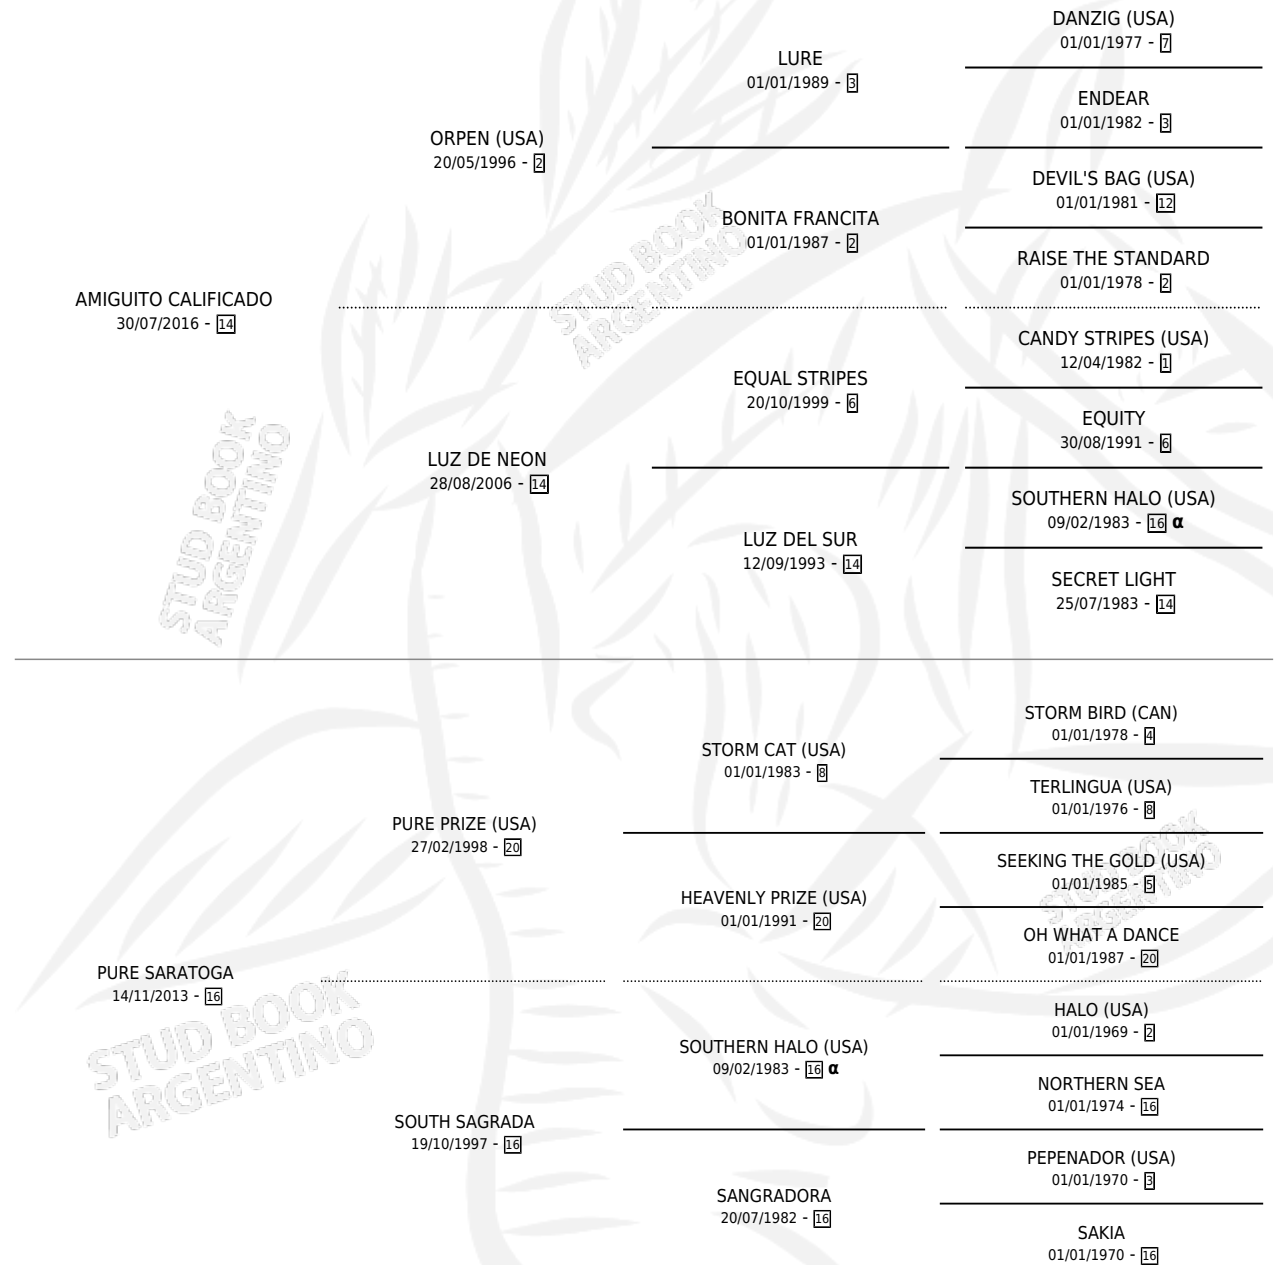 DANZIG (USA)
01/01/1977 - 7
LURE
01/01/1989 - 3
ENDEAR
01/01/1982 - 3
ORPEN (USA)
20/05/1996 - 2
DEVIL'S BAG (USA)
01/01/1981 - 12
BONITA FRANCITA
01/01/1987 - 2
RAISE THE STANDARD
01/01/1978 - 2
AMIGUITO CALIFICADO
30/07/2016 - 14
STUD BOOK
ARGENTINO
CANDY STRIPES (USA)
12/04/1982 - 1
EQUAL STRIPES
20/10/1999 - 6
EQUITY
30/08/1991 - 6
LUZ DE NEON
28/08/2006 - 14
SOUTHERN HALO (USA)
09/02/1983 - 16 α
LUZ DEL SUR
12/09/1993 - 14
SECRET LIGHT
25/07/1983 - 14
STUD BOOK
ARGENTINO
STORM BIRD (CAN)
01/01/1978 - 4
STORM CAT (USA)
01/01/1983 - 8
TERLINGUA (USA)
01/01/1976 - 8
PURE PRIZE (USA)
27/02/1998 - 20
SEEKING THE GOLD (USA)
01/01/1985 - 5
HEAVENLY PRIZE (USA)
01/01/1991 - 20
OH WHAT A DANCE
01/01/1987 - 20
STUD BOOK
ARGENTINO
PURE SARATOGA
14/11/2013 - 16
HALO (USA)
01/01/1969 - 2
SOUTHERN HALO (USA)
09/02/1983 - 16 α
NORTHERN SEA
01/01/1974 - 16
STUD BOOK
ARGENTINO
SOUTH SAGRADA
19/10/1997 - 16
PEPENADOR (USA)
01/01/1970 - 3
SANGRADORA
20/07/1982 - 16
SAKIA
01/01/1970 - 16